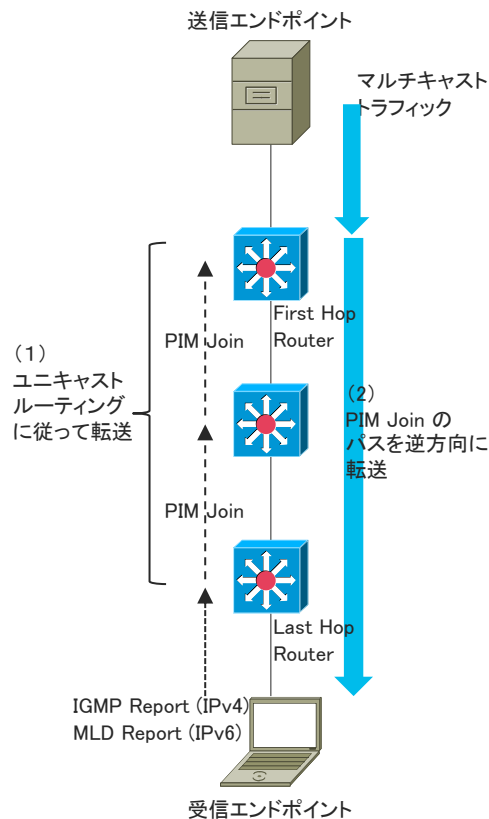 送信エンドポイント
マルチキャスト
トラフィック
First Hop
Router
PIM Join
(1)
ユニキャスト
ルーティング
に従って転送
(2)
PIM Join の
パスを逆方向に
転送
PIM Join
Last Hop
Router
IGMP Report (IPv4)
MLD Report (IPv6)
受信エンドポイント